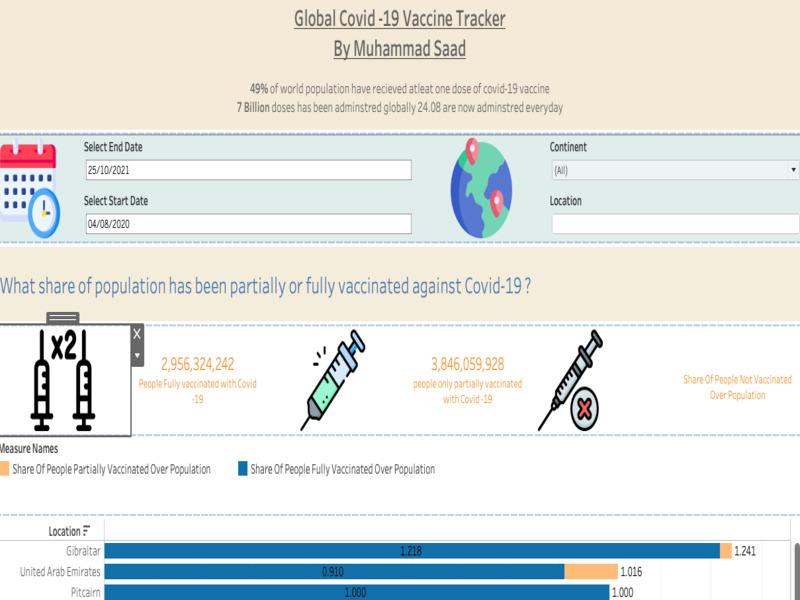 Global Covid -19 Vaccine Tracker
By Muhammad Saad
49% of world population have recieved atleat one dose of covid-19 vaccine
7 Billion doses has been adminstred globally 24.08 are now adminstred everyday
Select End Date
25/10/2021
Select Start Date
04/08/2020
Continent
(All)
Location
What share of population has been partially or fully vaccinated against Covid-19 ?
x2
2,956,324,242
People Fully vaccinated with Covid
-19
3,846,059,928
people only partially vaccinated
with Covid -19
Share Of People Not Vaccinated
Over Population
Measure Names
Share Of People Partially Vaccinated Over Population
Share Of People Fully Vaccinated Over Population
Location
Gibraltar 1.218 1.241
United Arab Emirates 0.910 1.016
Pitcairn 1.000 1.000